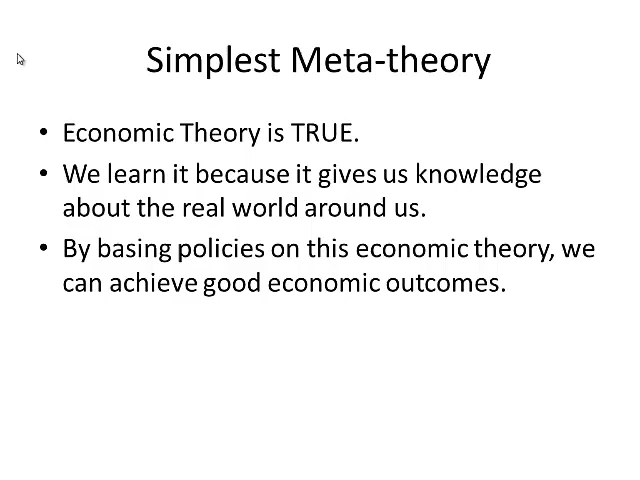 Simplest Meta-theory
• Economic Theory is TRUE.
• We learn it because it gives us knowledge
about the real world around us.
• By basing policies on this economic theory, we
can achieve good economic outcomes.